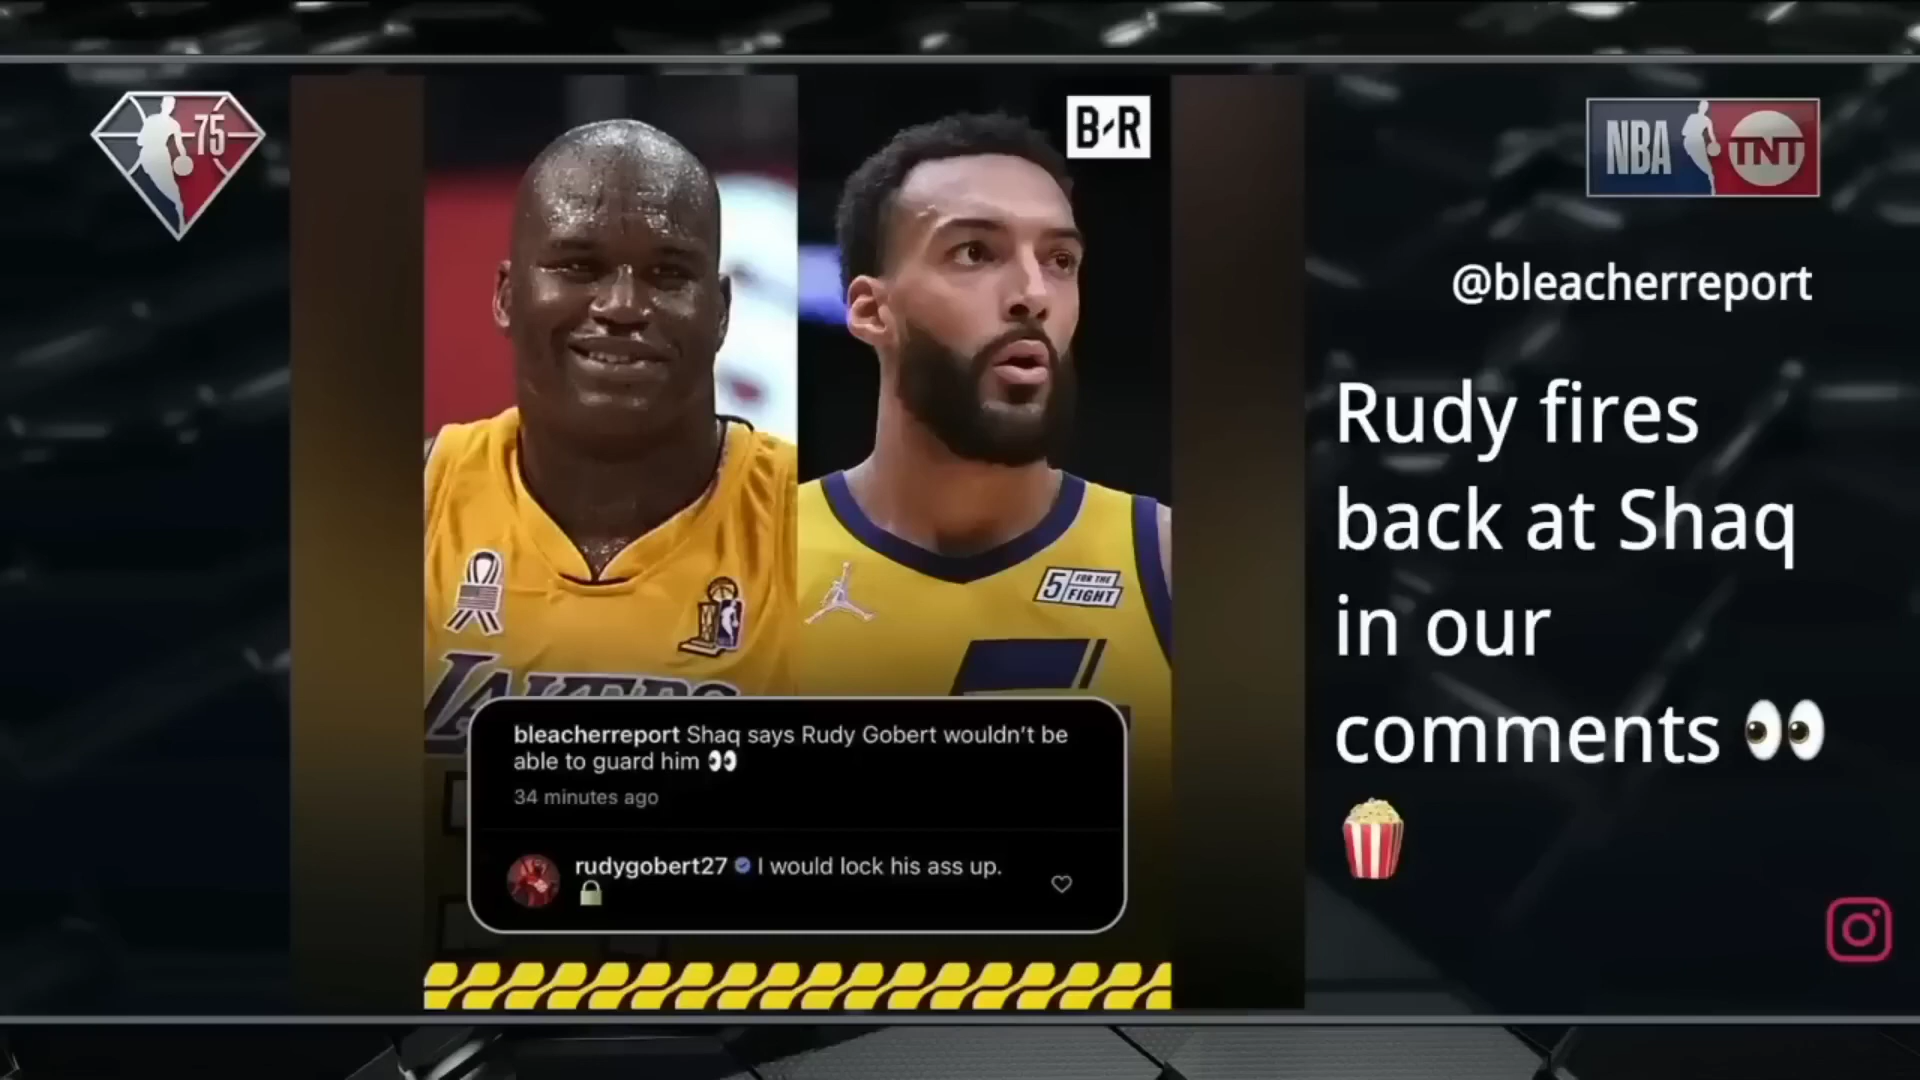 75
B/R
NBA TNT
@bleacherreport
Rudy fires
back at Shaq
in our
comments 👀
🍿
5 FOR THE
FIGHT
LAKERS
bleacherreport Shaq says Rudy Gobert wouldn't be
able to guard him 👀
34 minutes ago
rudygobert27 I would lock his ass up.
🔒